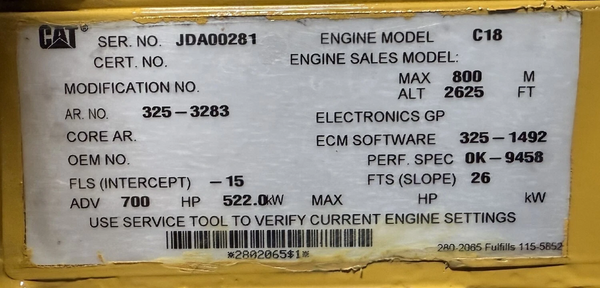 CAT SER. NO. JDA00281 ENGINE MODEL C18
CERT. NO. ENGINE SALES MODEL:
MODIFICATION NO. MAX 800 M
ALT 2625 FT
AR. NO. 325-3283 ELECTRONICS GP
CORE AR. ECM SOFTWARE 325-1492
OEM NO. PERF. SPEC 0K-9458
FLS (INTERCEPT) -15 FTS (SLOPE) 26
ADV 700 HP 522.0kW MAX HP kW
USE SERVICE TOOL TO VERIFY CURRENT ENGINE SETTINGS
*2802065$1* 280-2065 Fulfills 115-5852